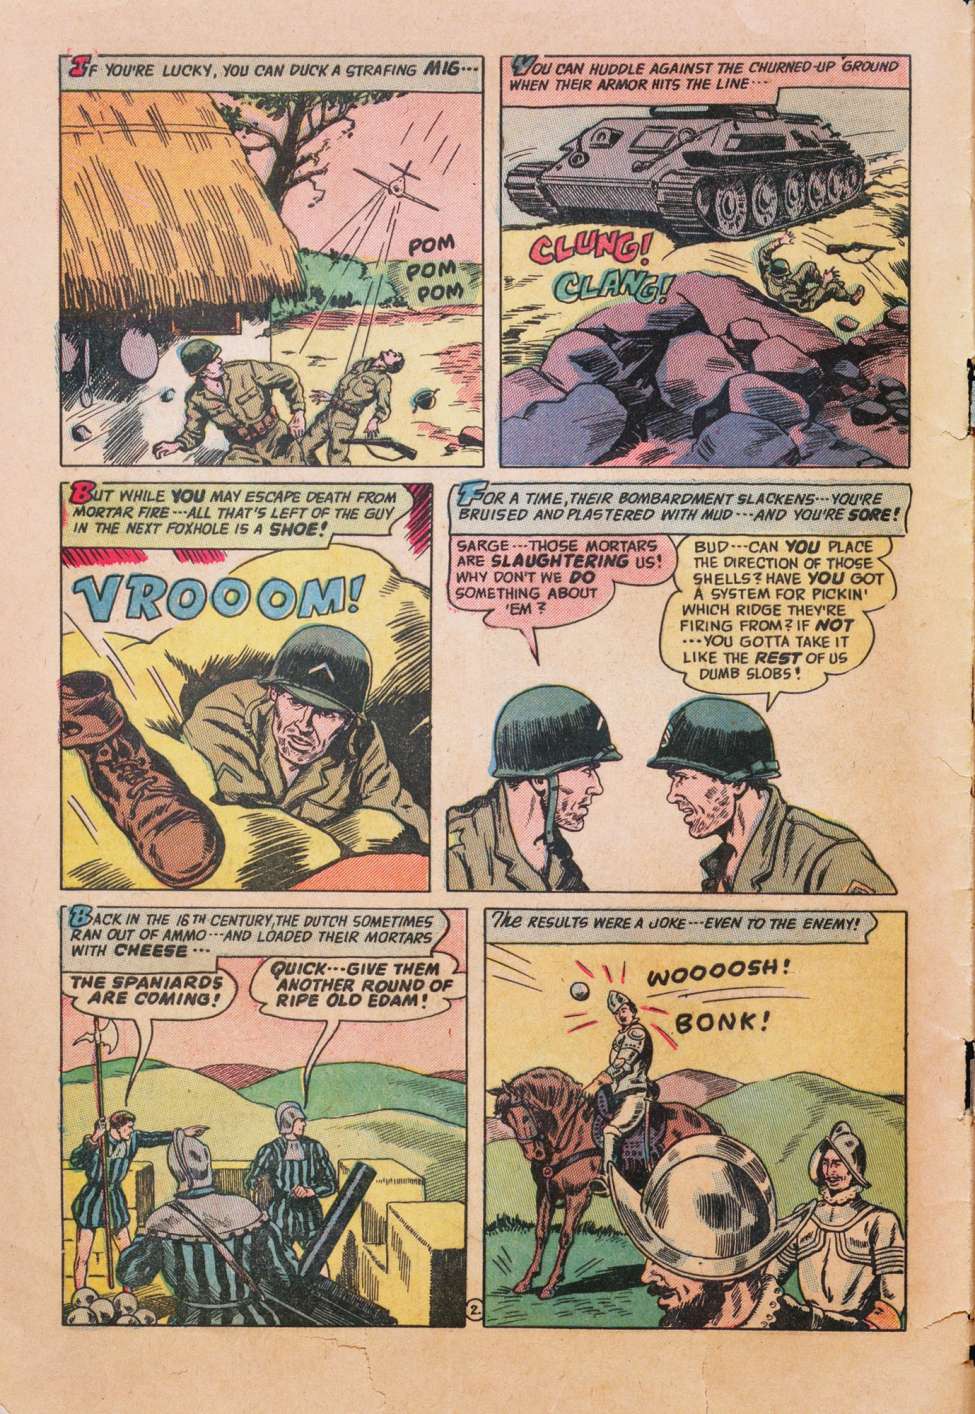 IF YOU'RE LUCKY, YOU CAN DUCK A STRAFING MIG---
POM
POM
POM
YOU CAN HUDDLE AGAINST THE CHURNED-UP GROUND
WHEN THEIR ARMOR HITS THE LINE---
CLUNG!
CLANG!
BUT WHILE YOU MAY ESCAPE DEATH FROM
MORTAR FIRE---ALL THAT'S LEFT OF THE GUY
IN THE NEXT FOXHOLE IS A SHOE!
VROOOM!
FOR A TIME, THEIR BOMBARDMENT SLACKENS---YOU'RE
BRUISED AND PLASTERED WITH MUD---AND YOU'RE SORE!
SARGE---THOSE MORTARS
ARE SLAUGHTERING US!
WHY DON'T WE DO
SOMETHING ABOUT
'EM?
BUD---CAN YOU PLACE
THE DIRECTION OF THOSE
SHELLS? HAVE YOU GOT
A SYSTEM FOR PICKIN'
WHICH RIDGE THEY'RE
FIRING FROM? IF NOT
---YOU GOTTA TAKE IT
LIKE THE REST OF US
DUMB SLOBS!
BACK IN THE 16TH CENTURY, THE DUTCH SOMETIMES
RAN OUT OF AMMO---AND LOADED THEIR MORTARS
WITH CHEESE---
THE SPANIARDS
ARE COMING!
QUICK---GIVE THEM
ANOTHER ROUND OF
RIPE OLD EDAM!
2
THE RESULTS WERE A JOKE---EVEN TO THE ENEMY!
WOOOOSH!
BONK!